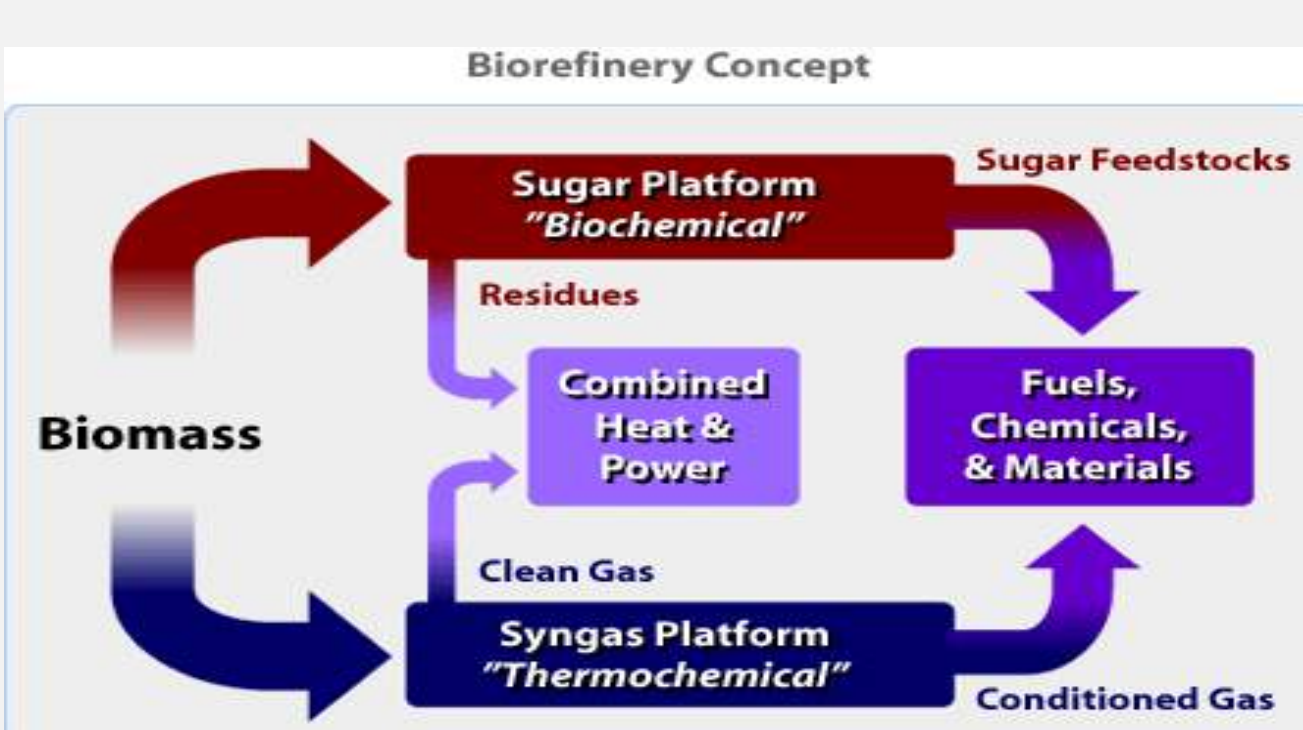 Biorefinery Concept
Sugar Feedstocks
Sugar Platform
"Biochemical"
Residues
Combined
Heat &
Power
Fuels,
Chemicals,
& Materials
Biomass
Clean Gas
Syngas Platform
"Thermochemical"
Conditioned Gas